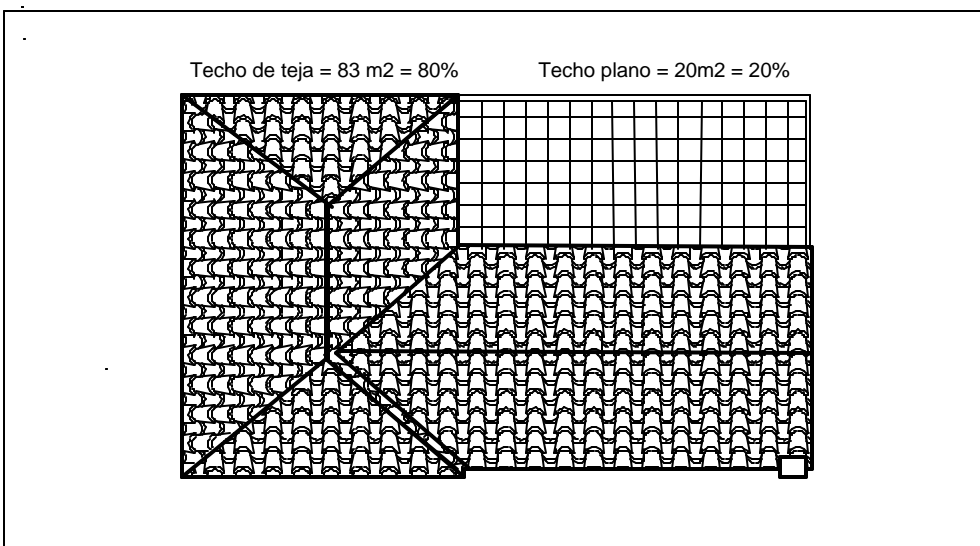 Techo de teja = 83 m2 = 80%
Techo plano = 20m2 = 20%